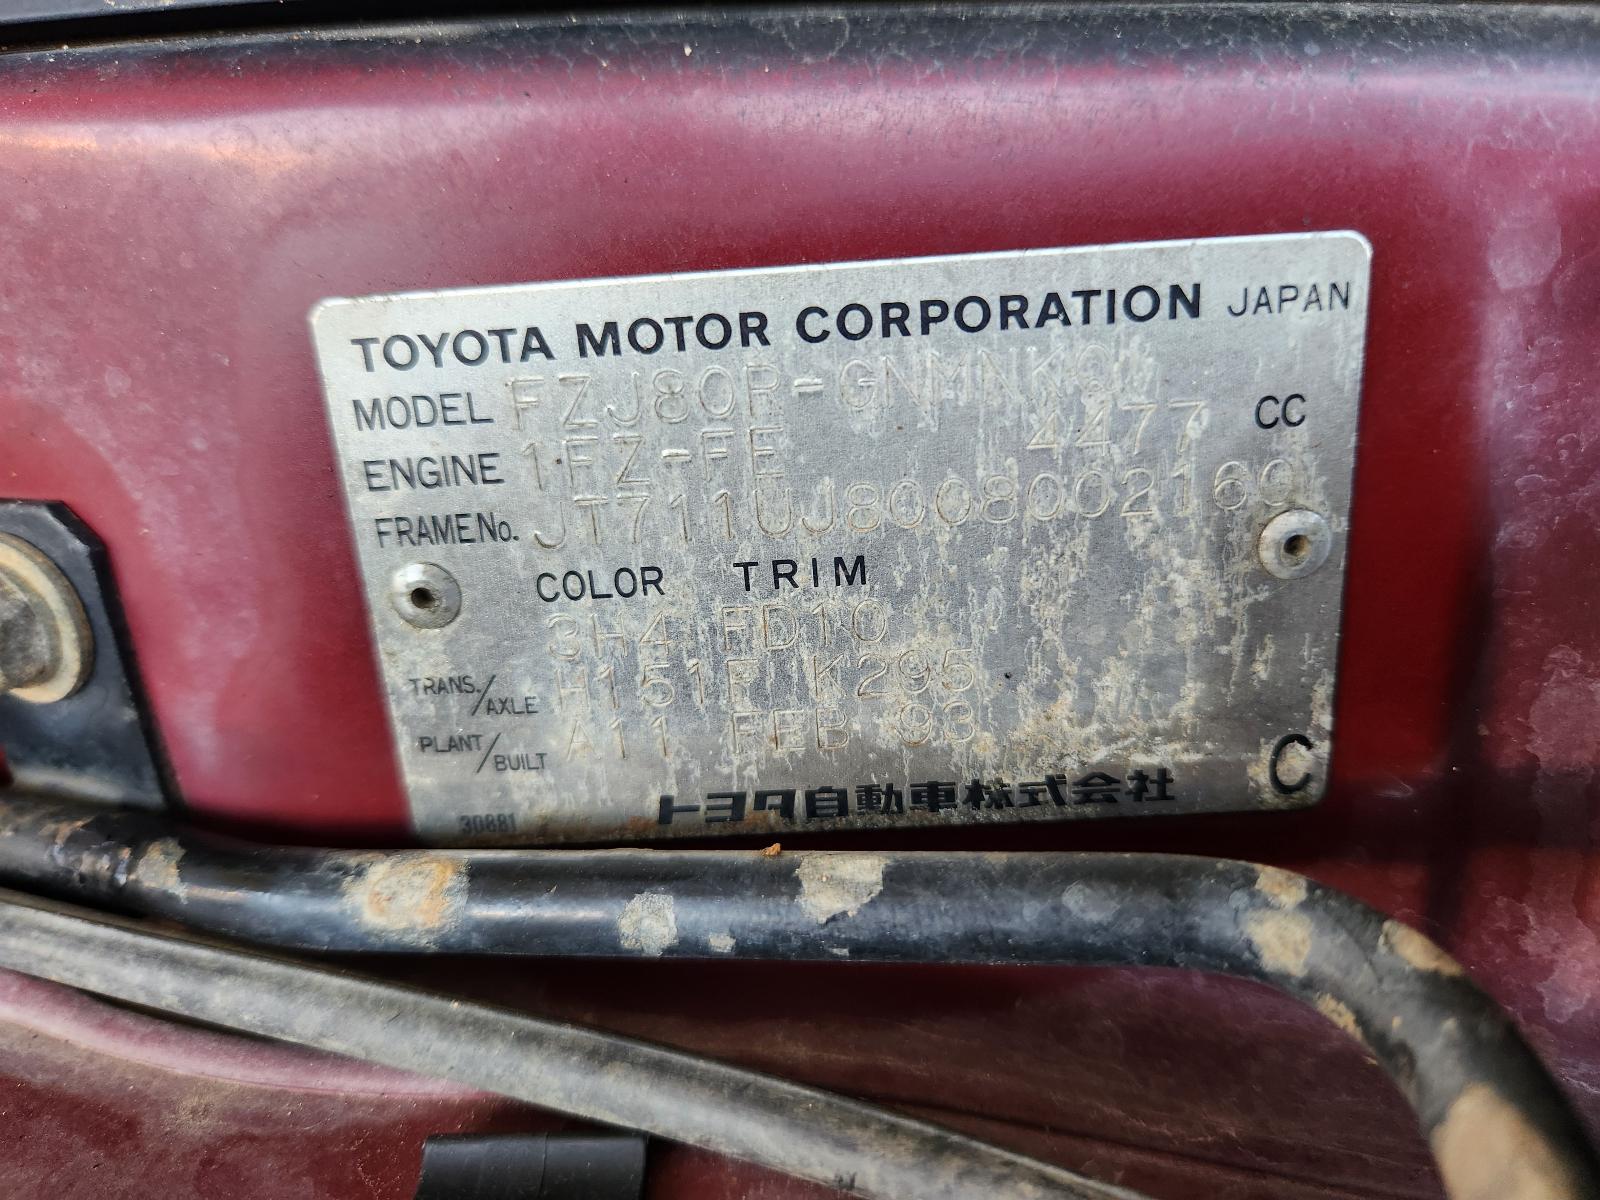 TOYOTA MOTOR CORPORATION JAPAN
MODEL FZJ80R-GNMNKQ
ENGINE 1FZ-FE 4477 CC
FRAME No. JT711UJ8008002169
COLOR TRIM
3H4 FD10
TRANS./AXLE H151F K295
PLANT/BUILT A11 FEB 93
C
トヨタ自動車株式会社
30881